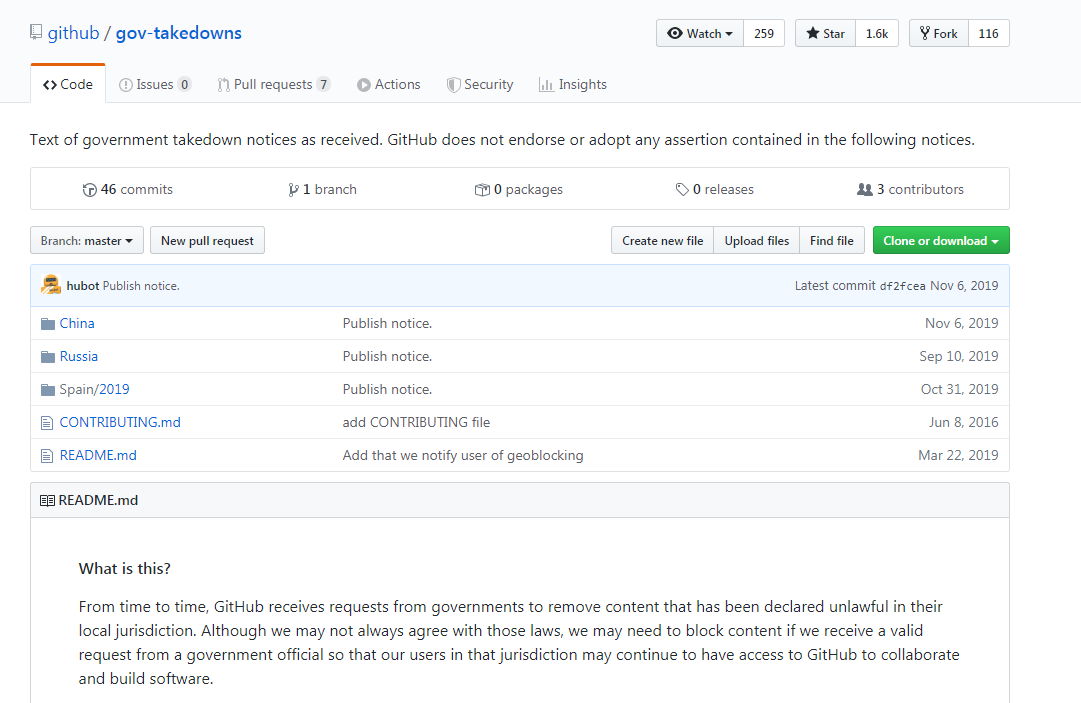 github / gov-takedowns
Watch 259 Star 1.6k Fork 116
Code Issues 0 Pull requests 7 Actions Security Insights
Text of government takedown notices as received. GitHub does not endorse or adopt any assertion contained in the following notices.
46 commits 1 branch 0 packages 0 releases 3 contributors
Branch: master New pull request Create new file Upload files Find file Clone or download
hubot Publish notice. Latest commit df2fcea Nov 6, 2019
China Publish notice. Nov 6, 2019
Russia Publish notice. Sep 10, 2019
Spain/2019 Publish notice. Oct 31, 2019
CONTRIBUTING.md add CONTRIBUTING file Jun 8, 2016
README.md Add that we notify user of geoblocking Mar 22, 2019
README.md
What is this?
From time to time, GitHub receives requests from governments to remove content that has been declared unlawful in their
local jurisdiction. Although we may not always agree with those laws, we may need to block content if we receive a valid
request from a government official so that our users in that jurisdiction may continue to have access to GitHub to collaborate
and build software.